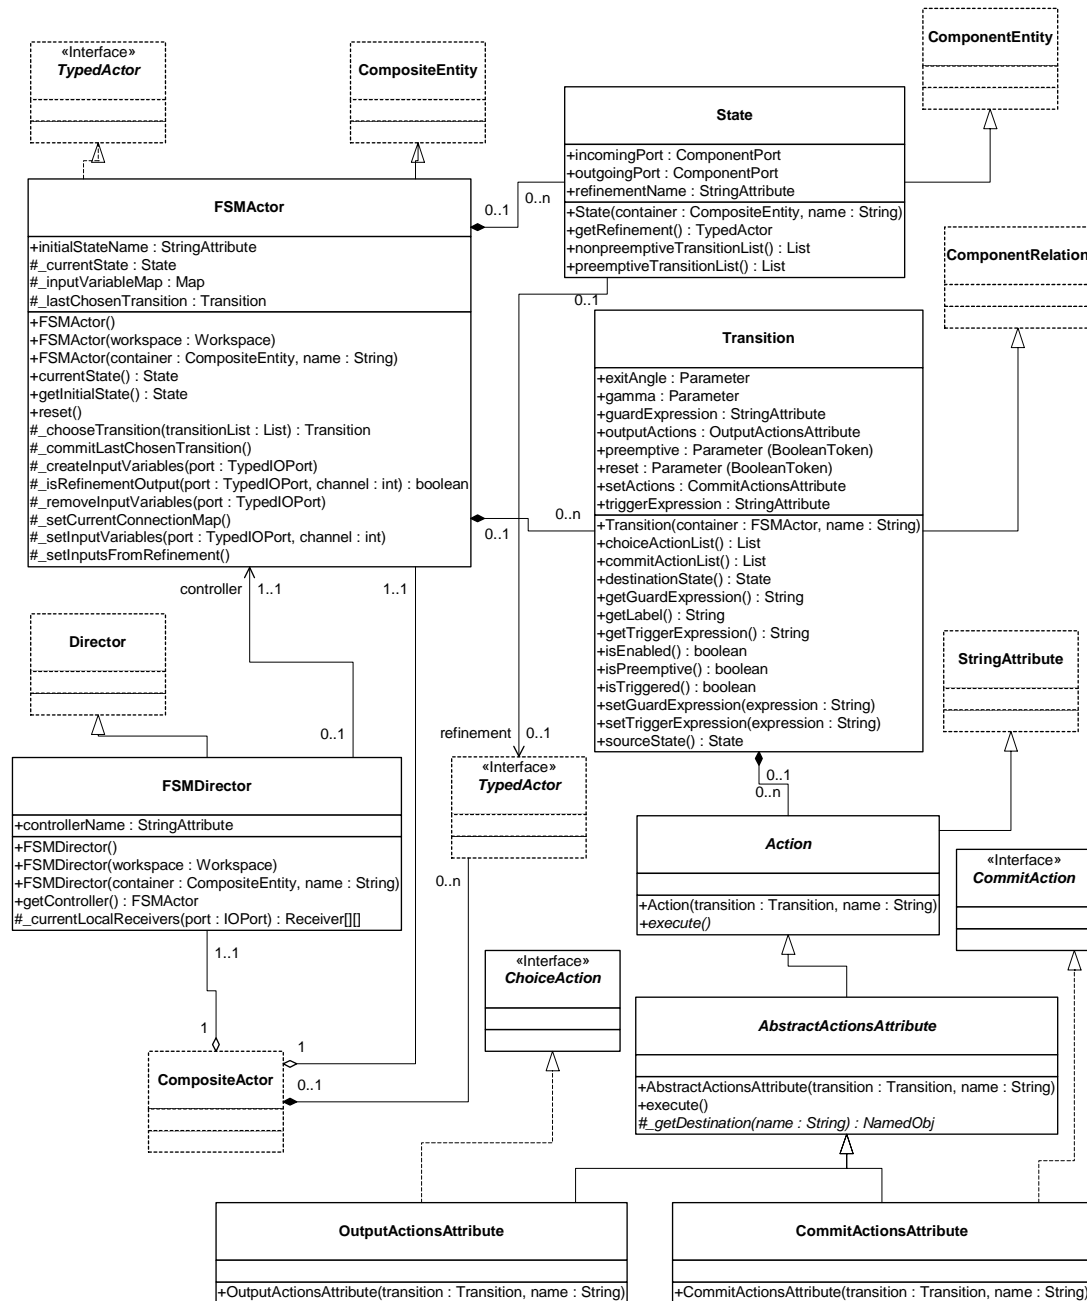 «Interface»
TypedActor
CompositeEntity
ComponentEntity
State
+incomingPort : ComponentPort
+outgoingPort : ComponentPort
+refinementName : StringAttribute
+State(container : CompositeEntity, name : String)
+getRefinement() : TypedActor
+nonpreemptiveTransitionList() : List
+preemptiveTransitionList() : List
0..1
0..n
0..1
FSMActor
+initialStateName : StringAttribute
#_currentState : State
#_inputVariableMap : Map
#_lastChosenTransition : Transition
+FSMActor()
+FSMActor(workspace : Workspace)
+FSMActor(container : CompositeEntity, name : String)
+currentState() : State
+getInitialState() : State
+reset()
#_chooseTransition(transitionList : List) : Transition
#_commitLastChosenTransition()
#_createInputVariables(port : TypedIOPort)
#_isRefinementOutput(port : TypedIOPort, channel : int) : boolean
#_removeInputVariables(port : TypedIOPort)
#_setCurrentConnectionMap()
#_setInputVariables(port : TypedIOPort, channel : int)
#_setInputsFromRefinement()
ComponentRelation
Transition
+exitAngle : Parameter
+gamma : Parameter
+guardExpression : StringAttribute
+outputActions : OutputActionsAttribute
+preemptive : Parameter (BooleanToken)
+reset : Parameter (BooleanToken)
+setActions : CommitActionsAttribute
+triggerExpression : StringAttribute
+Transition(container : FSMActor, name : String)
+choiceActionList() : List
+commitActionList() : List
+destinationState() : State
+getGuardExpression() : String
+getLabel() : String
+getTriggerExpression() : String
+isEnabled() : boolean
+isPreemptive() : boolean
+isTriggered() : boolean
+setGuardExpression(expression : String)
+setTriggerExpression(expression : String)
+sourceState() : State
0..n
0..1
controller
1..1
1..1
Director
0..1
refinement
0..1
StringAttribute
FSMDirector
+controllerName : StringAttribute
+FSMDirector()
+FSMDirector(workspace : Workspace)
+FSMDirector(container : CompositeEntity, name : String)
+getController() : FSMActor
#_currentLocalReceivers(port : IOPort) : Receiver[][]
«Interface»
TypedActor
0..n
0..1
0..n
Action
+Action(transition : Transition, name : String)
+execute()
«Interface»
CommitAction
1..1
«Interface»
ChoiceAction
AbstractActionsAttribute
+AbstractActionsAttribute(transition : Transition, name : String)
+execute()
#_getDestination(name : String) : NamedObj
1
1
0..1
CompositeActor
OutputActionsAttribute
+OutputActionsAttribute(transition : Transition, name : String)
CommitActionsAttribute
+CommitActionsAttribute(transition : Transition, name : String)